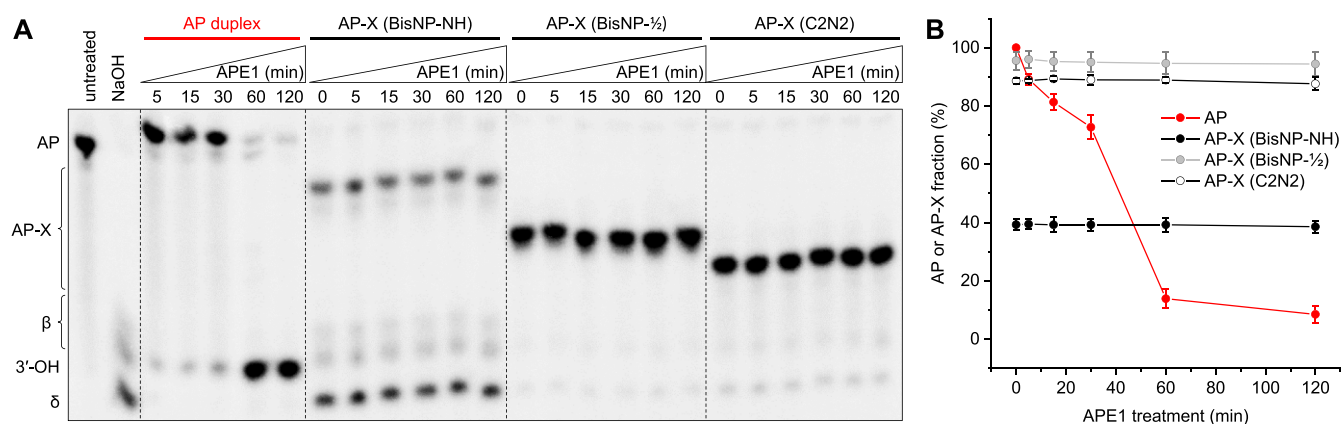 A
AP duplex
AP-X (BisNP-NH)
AP-X (BisNP-½)
AP-X (C2N2)
untreated
NaOH
APE1 (min)
APE1 (min)
APE1 (min)
APE1 (min)
5 15 30 60 120
0 5 15 30 60 120
0 5 15 30 60 120
0 5 15 30 60 120
AP
AP-X
β
3′-OH
δ
B
AP or AP-X fraction (%)
100
80
60
40
20
0
AP
AP-X (BisNP-NH)
AP-X (BisNP-½)
AP-X (C2N2)
0 20 40 60 80 100 120
APE1 treatment (min)